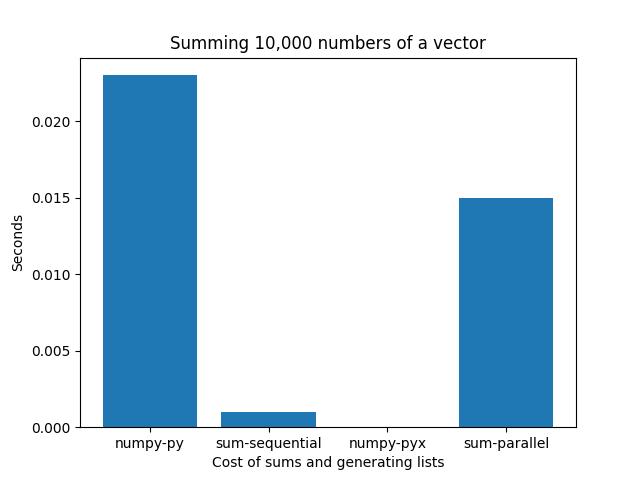 Summing 10,000 numbers of a vector
Seconds
0.020
0.015
0.010
0.005
0.000
numpy-py sum-sequential numpy-pyx sum-parallel
Cost of sums and generating lists